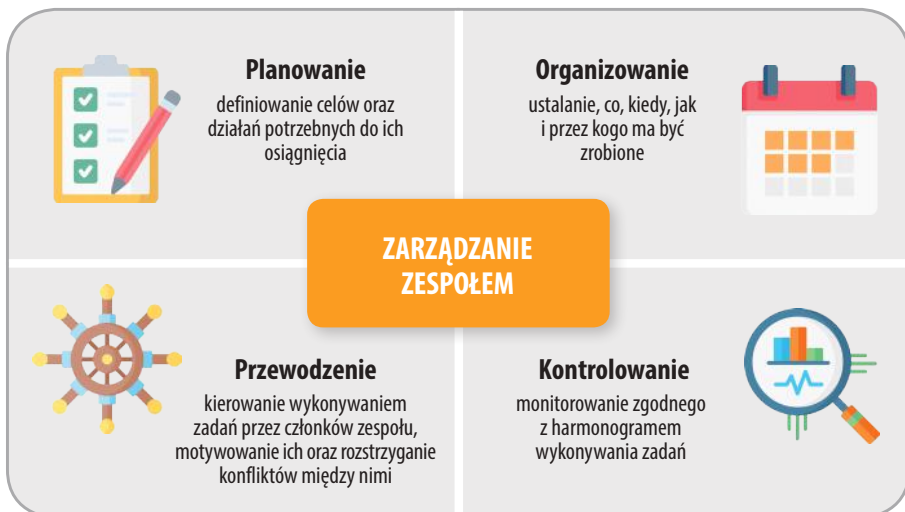 Planowanie
definiowanie celów oraz
działań potrzebnych do ich
osiągnięcia
Organizowanie
ustalanie, co, kiedy, jak
i przez kogo ma być
zrobione
ZARZĄDZANIE
ZESPOŁEM
Przewodzenie
kierowanie wykonywaniem
zadań przez członków zespołu,
motywowanie ich oraz rozstrzyganie
konfliktów między nimi
Kontrolowanie
monitorowanie zgodnego
z harmonogramem
wykonywania zadań